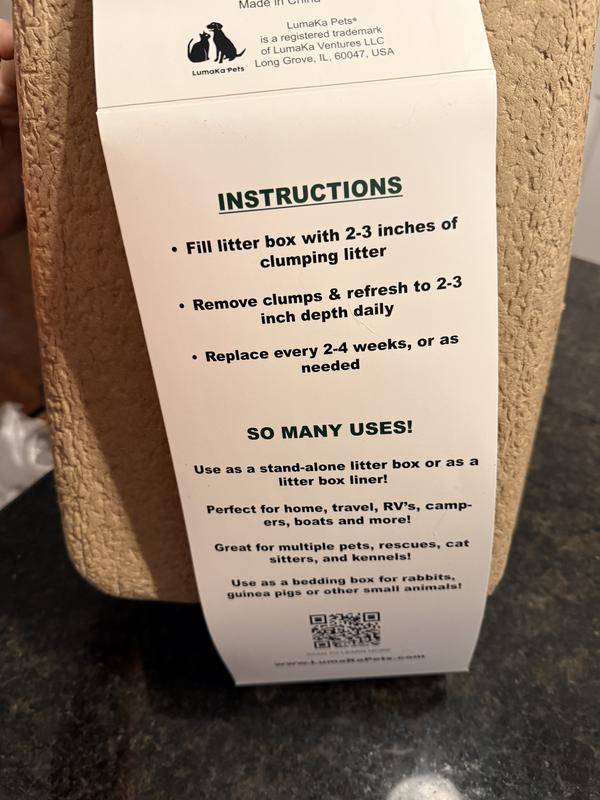 Made in China
LumaKa Pets®
is a registered trademark
of LumaKa Ventures LLC
Long Grove, IL, 60047, USA
LumaKa Pets
INSTRUCTIONS
• Fill litter box with 2-3 inches of
clumping litter
• Remove clumps & refresh to 2-3
inch depth daily
• Replace every 2-4 weeks, or as
needed
SO MANY USES!
Use as a stand-alone litter box or as a
litter box liner!
Perfect for home, travel, RV's, camp-
ers, boats and more!
Great for multiple pets, rescues, cat
sitters, and kennels!
Use as a bedding box for rabbits,
guinea pigs or other small animals!
SCAN TO LEARN MORE
www.LumaKaPets.com